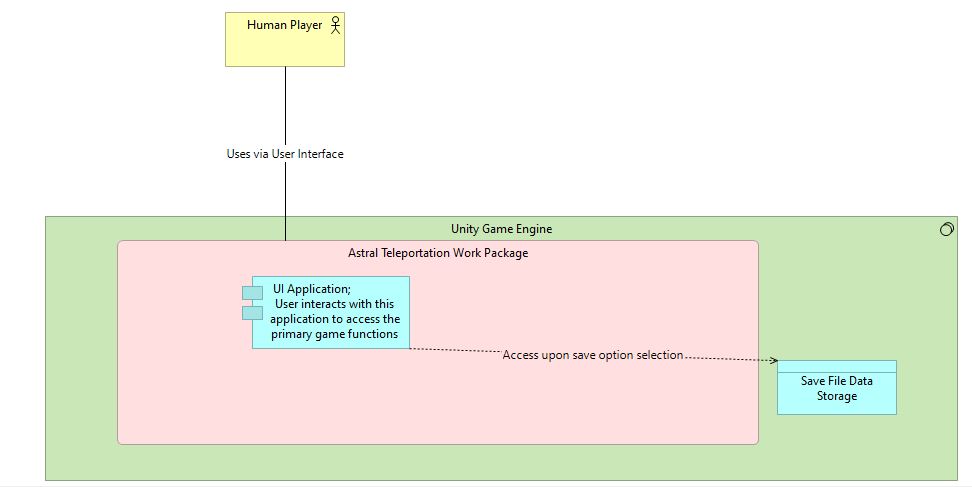 Human Player
Uses via User Interface
Unity Game Engine
Astral Teleportation Work Package
UI Application;
User interacts with this
application to access the
primary game functions
Access upon save option selection
Save File Data
Storage